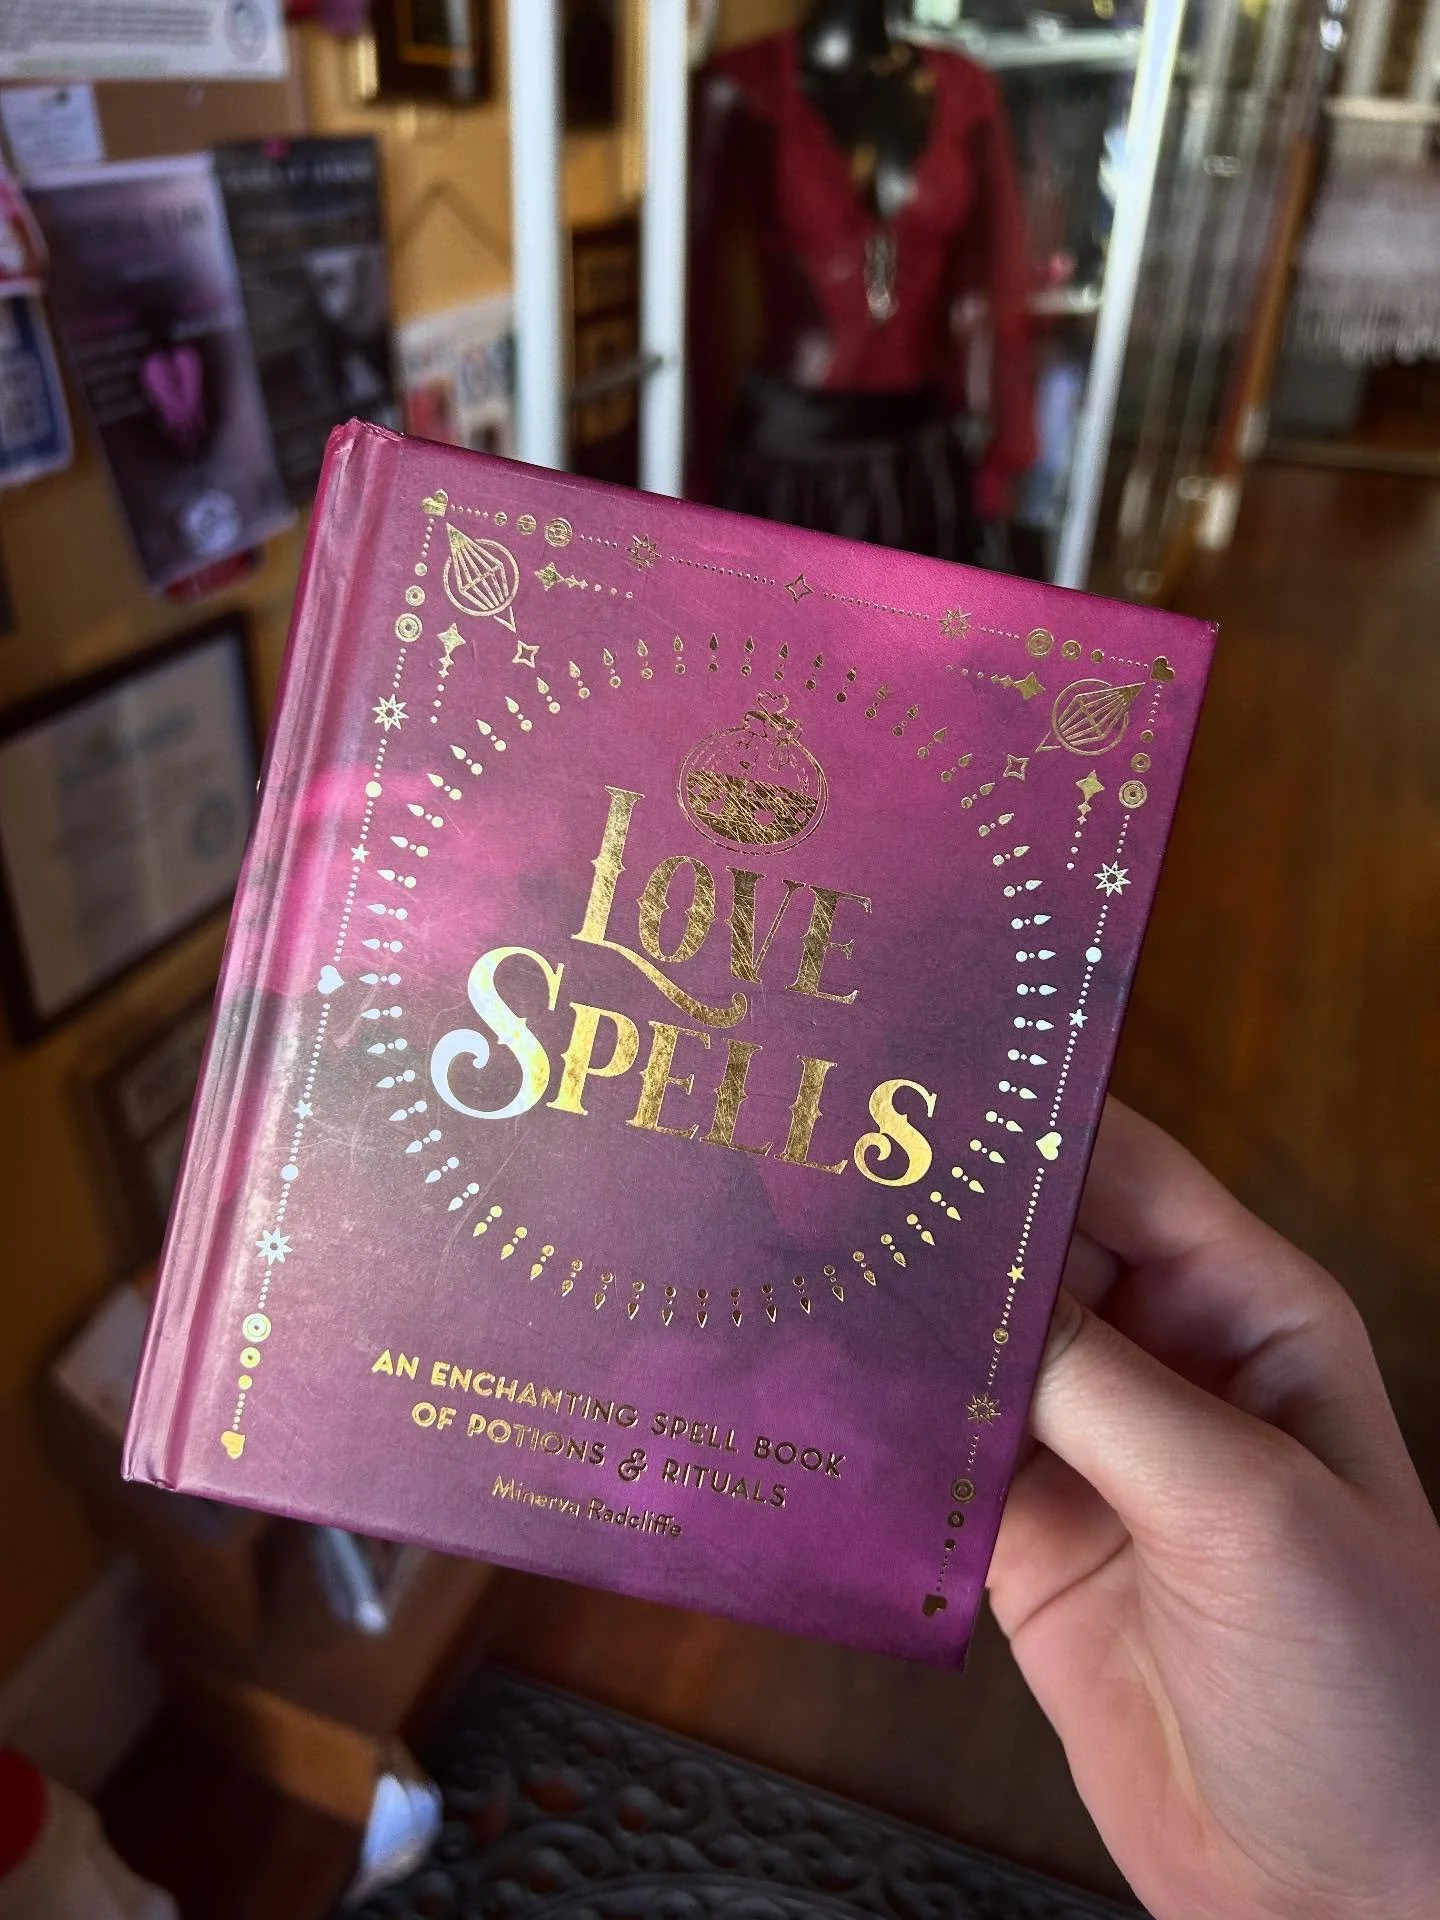 LOVE
SPELLS
AN ENCHANTING SPELL BOOK
OF POTIONS & RITUALS
Minerva Radcliffe